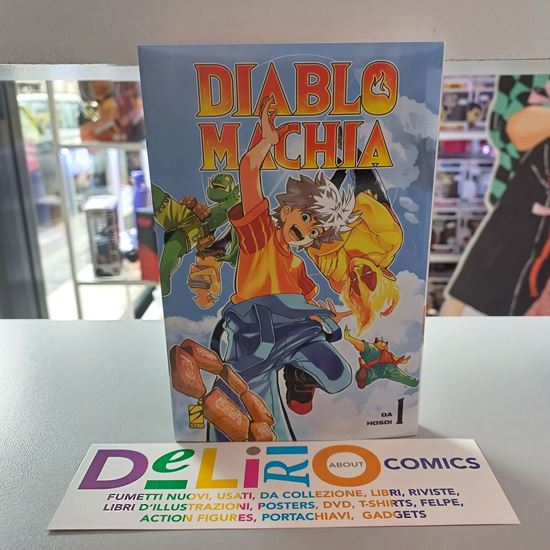 DIABLO
MACHIA
DA
HOSOI 1
STAR
DeLiRiO ABOUT COMICS
FUMETTI NUOVI, USATI, DA COLLEZIONE, LIBRI, RIVISTE,
LIBRI D'ILLUSTRAZIONI, POSTERS, DVD, T-SHIRTS, FELPE,
ACTION FIGURES, PORTACHIAVI, GADGETS